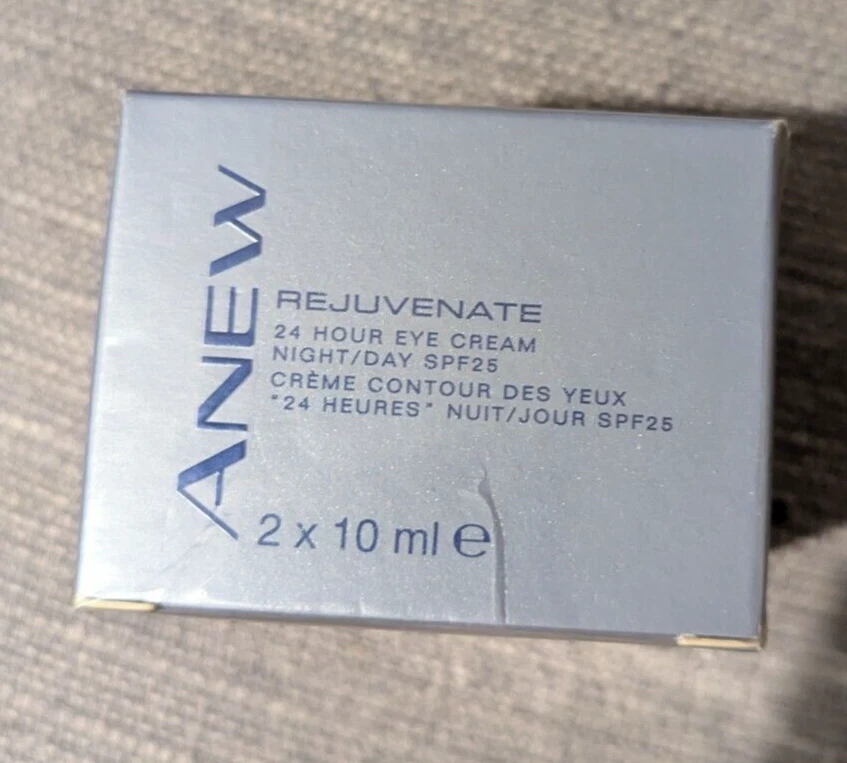 ANEW
REJUVENATE
24 HOUR EYE CREAM
NIGHT/DAY SPF25
CRÈME CONTOUR DES YEUX
"24 HEURES" NUIT/JOUR SPF25
2 x 10 ml ℮